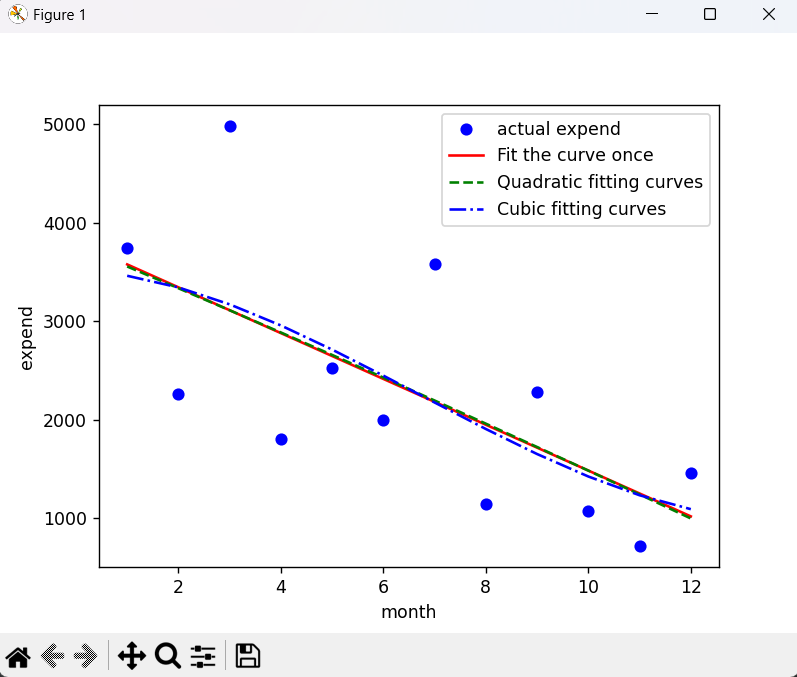 Figure 1
5000
4000
3000
2000
1000
expend
actual expend
Fit the curve once
Quadratic fitting curves
Cubic fitting curves
2 4 6 8 10 12
month